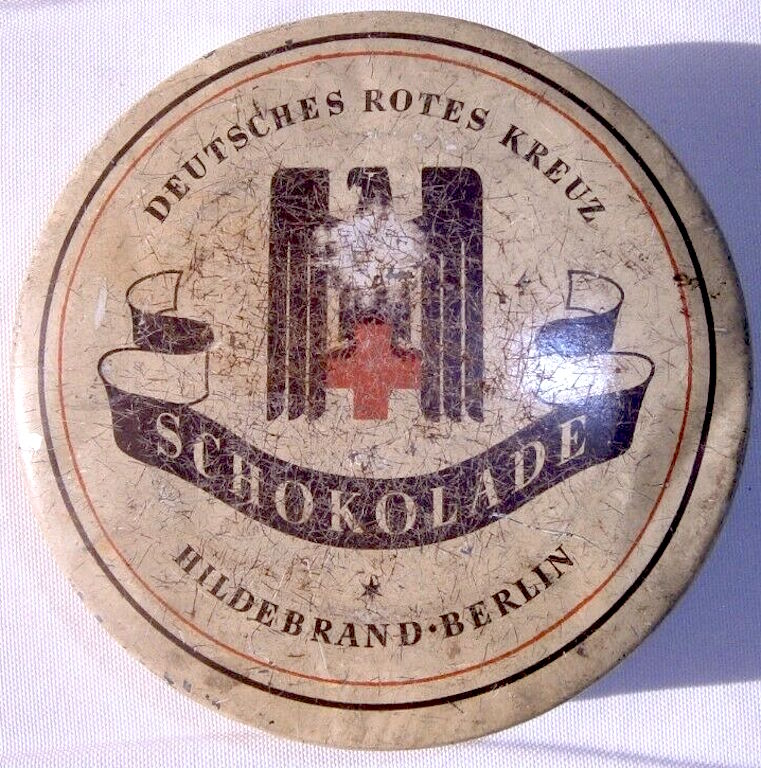 DEUTSCHES ROTES KREUZ
SCHOKOLADE
HILDEBRAND·BERLIN